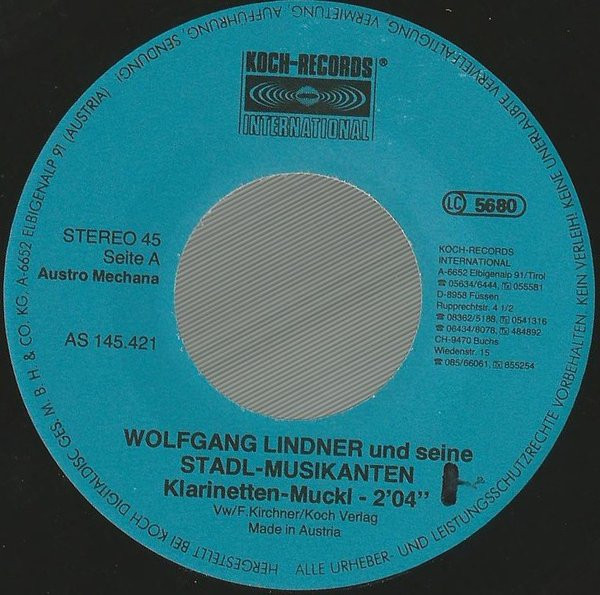 KOCH-RECORDS®
INTERNATIONAL
LC 5680
STEREO 45
Seite A
Austro Mechana
AS 145.421
KOCH-RECORDS
INTERNATIONAL
A-6652 Elbigenalp 91/Tirol
☎ 05634/6444, 055581
D-8958 Füssen
Rupprechtstr. 4 1/2
☎ 08362/5188, 0541316
☎ 06434/8078, 484892
CH-9470 Buchs
Wiedenstr. 15
☎ 085/66061, 855254
WOLFGANG LINDNER und seine
STADL-MUSIKANTEN
Klarinetten-Muckl - 2'04"
Vw/F.Kirchner/Koch Verlag
Made in Austria
HERGESTELLT BEI KOCH DIGITALDISC GES. M. B. H & CO. KG, A-6652 ELBIGENALP 91 (AUSTRIA)
ALLE URHEBER- UND LEISTUNGSSCHUTZRECHTE VORBEHALTEN KEIN VERLEIH! KEINE UNERLAUBTE VERVIELFÄLTIGUNG, VERMIETUNG, AUFFÜHRUNG, SENDUNG!